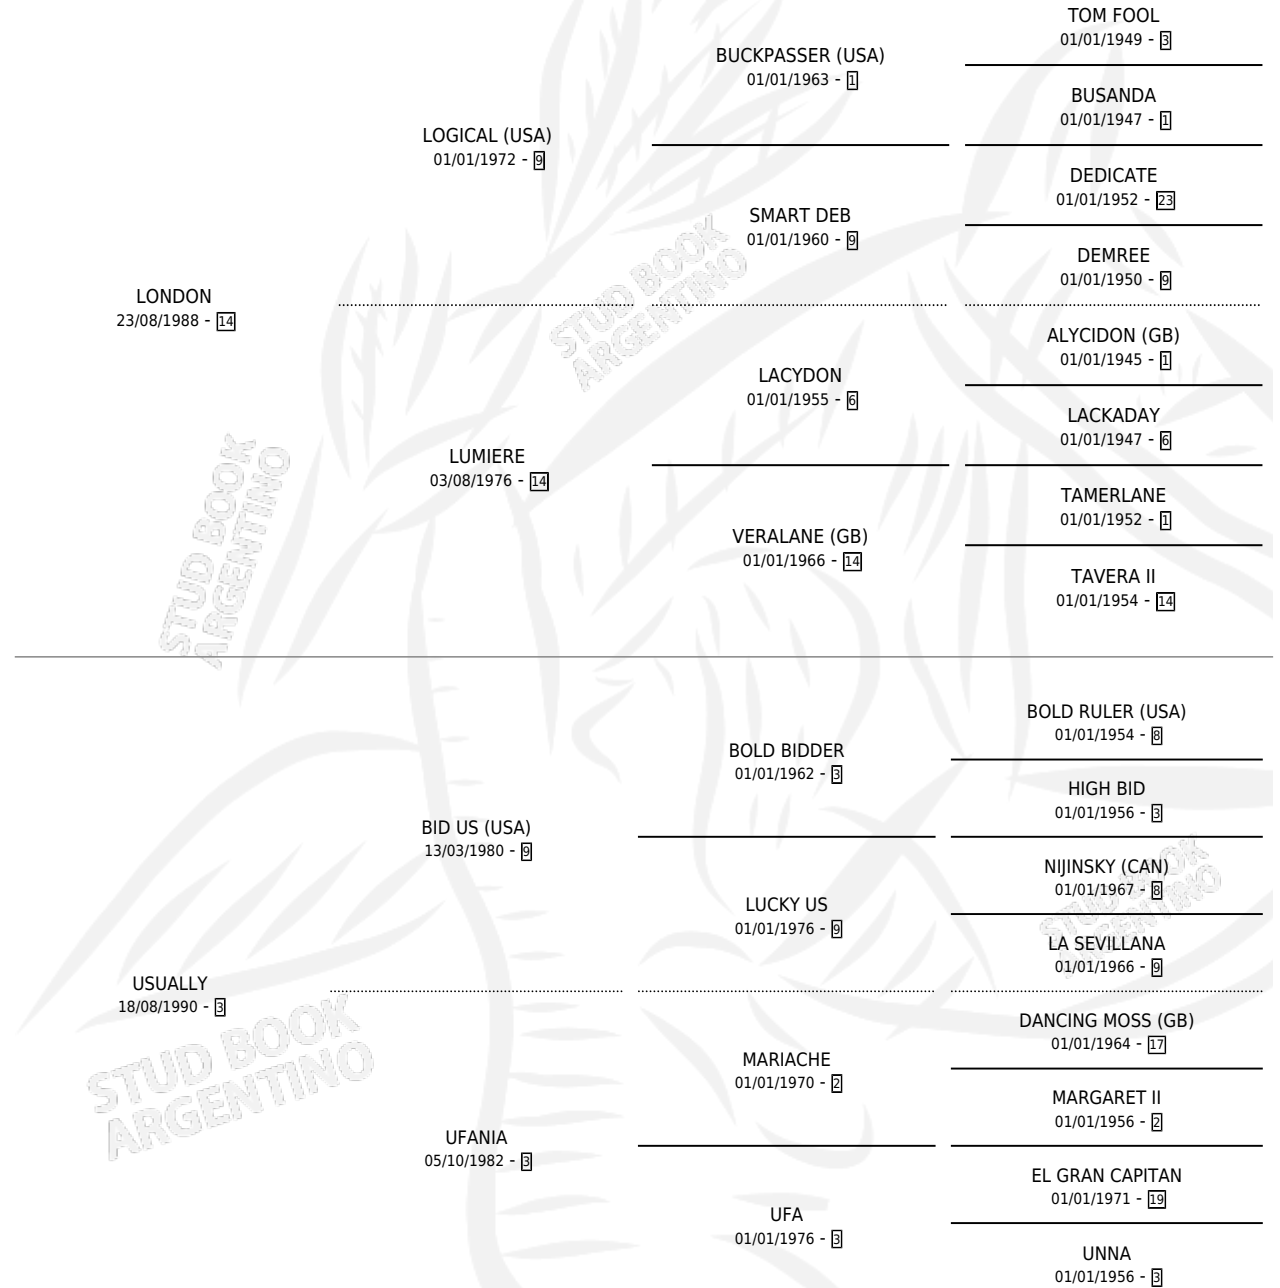 TOM FOOL
01/01/1949 - 3
BUCKPASSER (USA)
01/01/1963 - 1
BUSANDA
01/01/1947 - 1
LOGICAL (USA)
01/01/1972 - 9
DEDICATE
01/01/1952 - 23
SMART DEB
01/01/1960 - 9
DEMREE
01/01/1950 - 9
LONDON
23/08/1988 - 14
STUD BOOK
ARGENTINO
ALYCIDON (GB)
01/01/1945 - 1
LACYDON
01/01/1955 - 6
LACKADAY
01/01/1947 - 6
LUMIERE
03/08/1976 - 14
TAMERLANE
01/01/1952 - 1
VERALANE (GB)
01/01/1966 - 14
TAVERA II
01/01/1954 - 14
STUD BOOK
ARGENTINO
BOLD RULER (USA)
01/01/1954 - 8
BOLD BIDDER
01/01/1962 - 3
HIGH BID
01/01/1956 - 3
BID US (USA)
13/03/1980 - 9
NIJINSKY (CAN)
01/01/1967 - 8
LUCKY US
01/01/1976 - 9
LA SEVILLANA
01/01/1966 - 9
STUD BOOK
ARGENTINO
USUALLY
18/08/1990 - 3
STUD BOOK
ARGENTINO
DANCING MOSS (GB)
01/01/1964 - 17
MARIACHE
01/01/1970 - 2
MARGARET II
01/01/1956 - 2
UFANIA
05/10/1982 - 3
EL GRAN CAPITAN
01/01/1971 - 19
UFA
01/01/1976 - 3
UNNA
01/01/1956 - 3